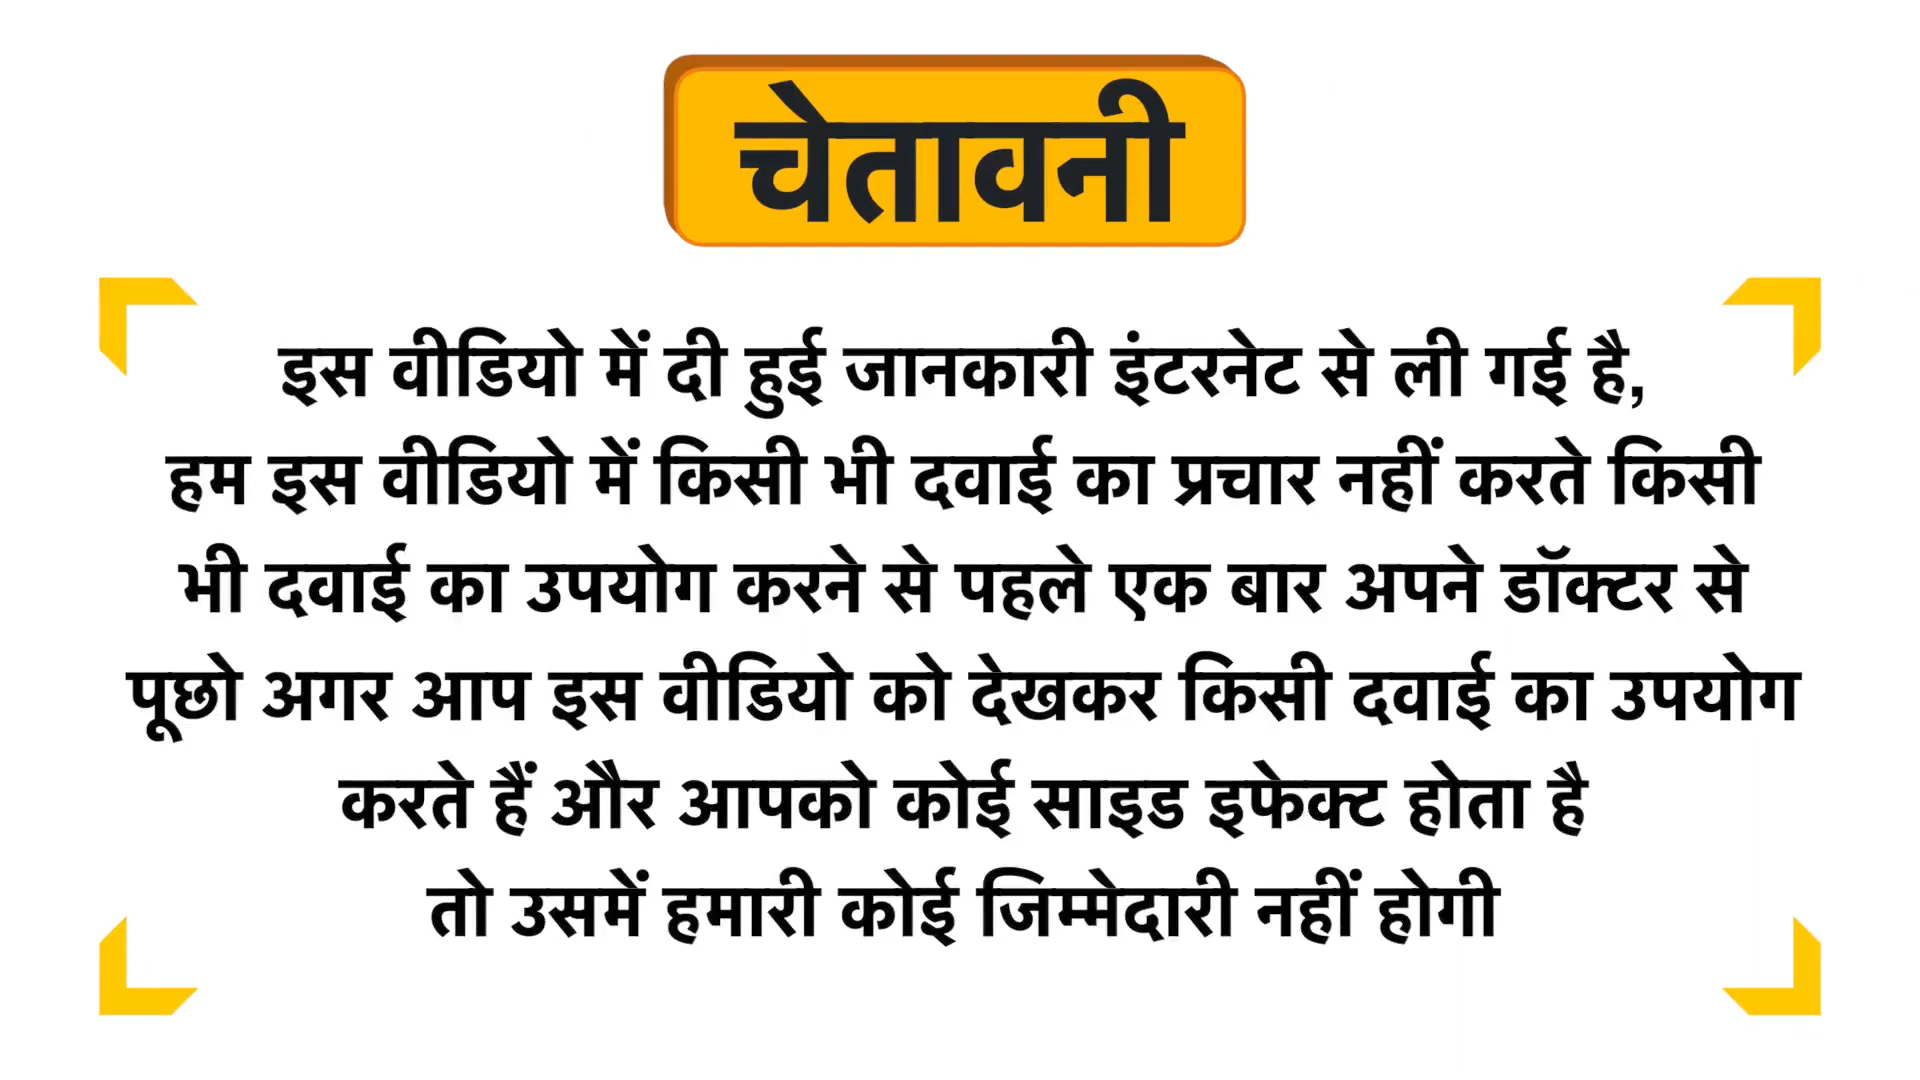 चेतावनी
इस वीडियो में दी हुई जानकारी इंटरनेट से ली गई है,
हम इस वीडियो में किसी भी दवाई का प्रचार नहीं करते किसी
भी दवाई का उपयोग करने से पहले एक बार अपने डॉक्टर से
पूछो अगर आप इस वीडियो को देखकर किसी दवाई का उपयोग
करते हैं और आपको कोई साइड इफेक्ट होता है
तो उसमें हमारी कोई जिम्मेदारी नहीं होगी